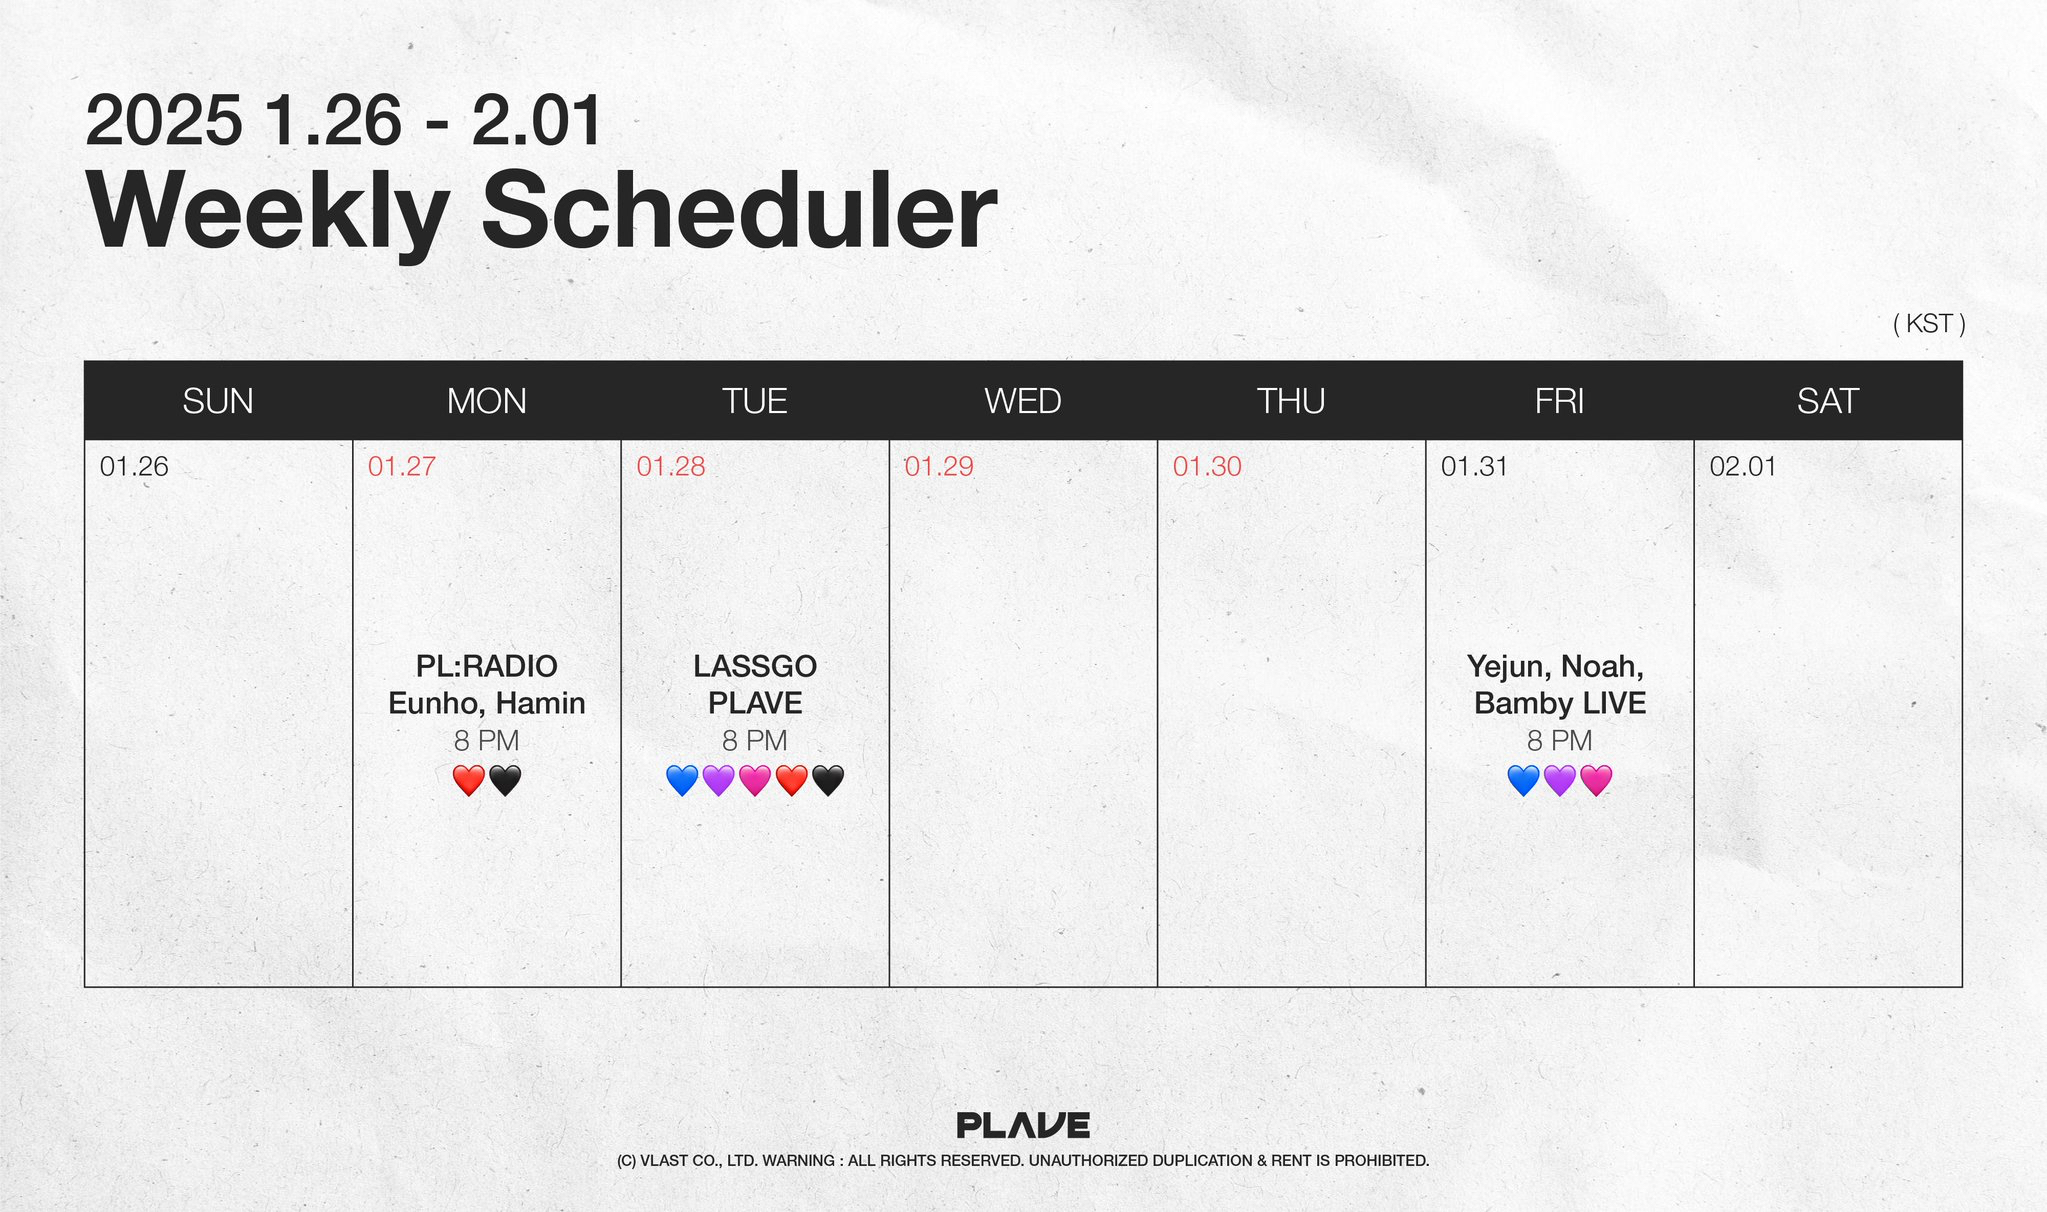 2025 1.26 - 2.01
Weekly Scheduler
( KST )
SUN MON TUE WED THU FRI SAT
01.26 01.27 01.28 01.29 01.30 01.31 02.01
PL:RADIO
Eunho, Hamin
8 PM
❤️🖤
LASSGO
PLAVE
8 PM
💙💜🩷❤️🖤
Yejun, Noah,
Bamby LIVE
8 PM
💙💜🩷
PLAVE
(C) VLAST CO., LTD. WARNING : ALL RIGHTS RESERVED. UNAUTHORIZED DUPLICATION & RENT IS PROHIBITED.